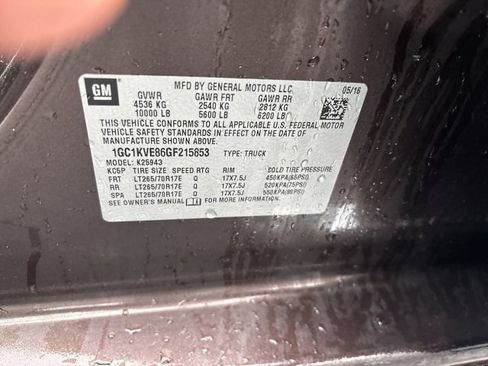 GM
MFD BY GENERAL MOTORS LLC.
05/16
GVWR GAWR FRT GAWR RR
4536 KG 2540 KG 2812 KG
10000 LB 5600 LB 6200 LB
THIS VEHICLE CONFORMS TO ALL APPLICABLE U.S. FEDERAL MOTOR
VEHICLE SAFETY STANDARDS IN EFFECT ON THE DATE OF
MANUFACTURE SHOWN ABOVE.
1GC1KVE86GF215853 TYPE: TRUCK
MODEL: K25943
KC5P TIRE SIZE SPEED RTG RIM COLD TIRE PRESSURE
FRT LT265/70R17E Q 17X7.5J 450KPA(65PSI)
RR LT265/70R17E Q 17X7.5J 520KPA(75PSI)
SPA LT265/70R17E Q 17X7.5J 550KPA(80PSI)
SEE OWNER'S MANUAL FOR MORE INFORMATION.